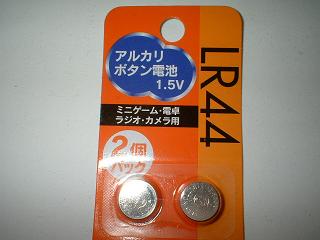 アルカリ
ボタン電池
1.5V
LR44
ミニゲーム・電卓
ラジオ・カメラ用
2個
パック